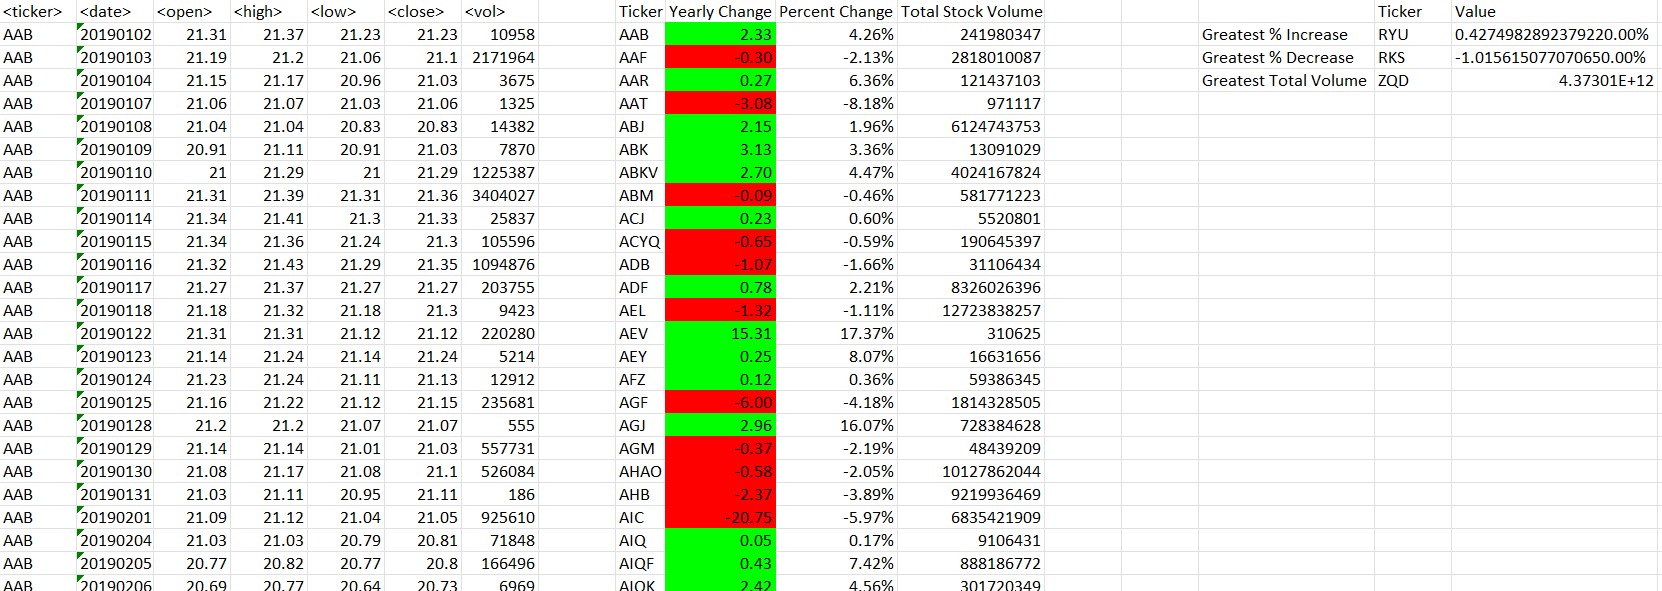 <ticker> <date> <open> <high> <low> <close> <vol> Ticker Yearly Change Percent Change Total Stock Volume Ticker Value
AAB 20190102 21.31 21.37 21.23 21.23 10958 AAB 2.33 4.26% 241980347 Greatest % Increase RYU 0.4274982892379220.00%
AAB 20190103 21.19 21.2 21.06 21.1 2171964 AAF -0.30 -2.13% 2818010087 Greatest % Decrease RKS -1.015615077070650.00%
AAB 20190104 21.15 21.17 20.96 21.03 3675 AAR 0.27 6.36% 121437103 Greatest Total Volume ZQD 4.37301E+12
AAB 20190107 21.06 21.07 21.03 21.06 1325 AAT -3.08 -8.18% 971117
AAB 20190108 21.04 21.04 20.83 20.83 14382 ABJ 2.15 1.96% 6124743753
AAB 20190109 20.91 21.11 20.91 21.03 7870 ABK 3.13 3.36% 13091029
AAB 20190110 21 21.29 21 21.29 1225387 ABKV 2.70 4.47% 4024167824
AAB 20190111 21.31 21.39 21.31 21.36 3404027 ABM -0.09 -0.46% 581771223
AAB 20190114 21.34 21.41 21.3 21.33 25837 ACJ 0.23 0.60% 5520801
AAB 20190115 21.34 21.36 21.24 21.3 105596 ACYQ -0.65 -0.59% 190645397
AAB 20190116 21.32 21.43 21.29 21.35 1094876 ADB -1.07 -1.66% 31106434
AAB 20190117 21.27 21.37 21.27 21.27 203755 ADF 0.78 2.21% 8326026396
AAB 20190118 21.18 21.32 21.18 21.3 9423 AEL -1.32 -1.11% 12723838257
AAB 20190122 21.31 21.31 21.12 21.12 220280 AEV 15.31 17.37% 310625
AAB 20190123 21.14 21.24 21.14 21.24 5214 AEY 0.25 8.07% 16631656
AAB 20190124 21.23 21.24 21.11 21.13 12912 AFZ 0.12 0.36% 59386345
AAB 20190125 21.16 21.22 21.12 21.15 235681 AGF -6.00 -4.18% 1814328505
AAB 20190128 21.2 21.2 21.07 21.07 555 AGJ 2.96 16.07% 728384628
AAB 20190129 21.14 21.14 21.01 21.03 557731 AGM -0.37 -2.19% 48439209
AAB 20190130 21.08 21.17 21.08 21.1 526084 AHAO -0.58 -2.05% 10127862044
AAB 20190131 21.03 21.11 20.95 21.11 186 AHB -2.37 -3.89% 9219936469
AAB 20190201 21.09 21.12 21.04 21.05 925610 AIC -20.75 -5.97% 6835421909
AAB 20190204 21.03 21.03 20.79 20.81 71848 AIQ 0.05 0.17% 9106431
AAB 20190205 20.77 20.82 20.77 20.8 166496 AIQF 0.43 7.42% 888186772
AAB 20190206 20.69 20.77 20.64 20.73 6969 AIQK 2.42 4.56% 301720349